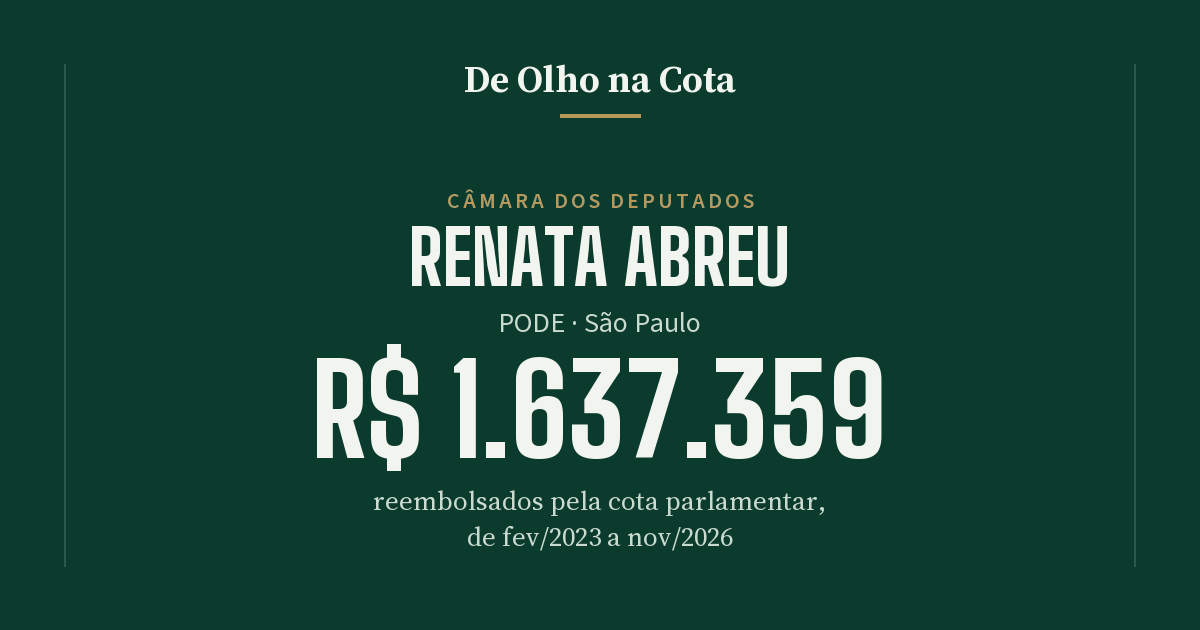 De Olho na Cota
CÂMARA DOS DEPUTADOS
RENATA ABREU
PODE · São Paulo
R$ 1.637.359
reembolsados pela cota parlamentar,
de fev/2023 a nov/2026